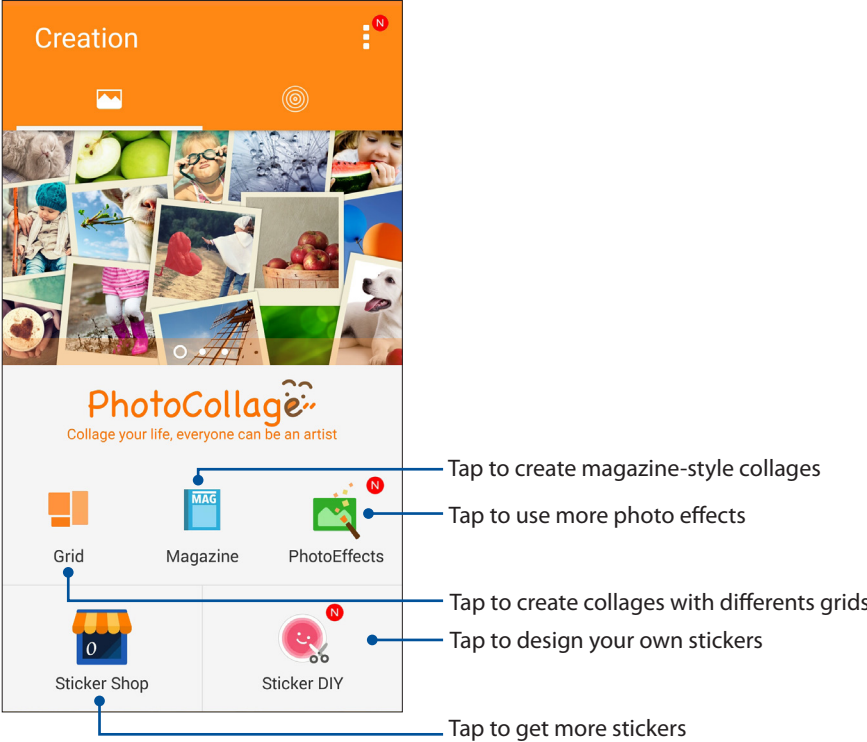 Creation
N
PhotoCollage
Collage your life, everyone can be an artist
Tap to create magazine-style collages
MAG
N
Tap to use more photo effects
Grid
Magazine
PhotoEffects
Tap to create collages with differents grids
N
Tap to design your own stickers
Sticker Shop
Sticker DIY
Tap to get more stickers